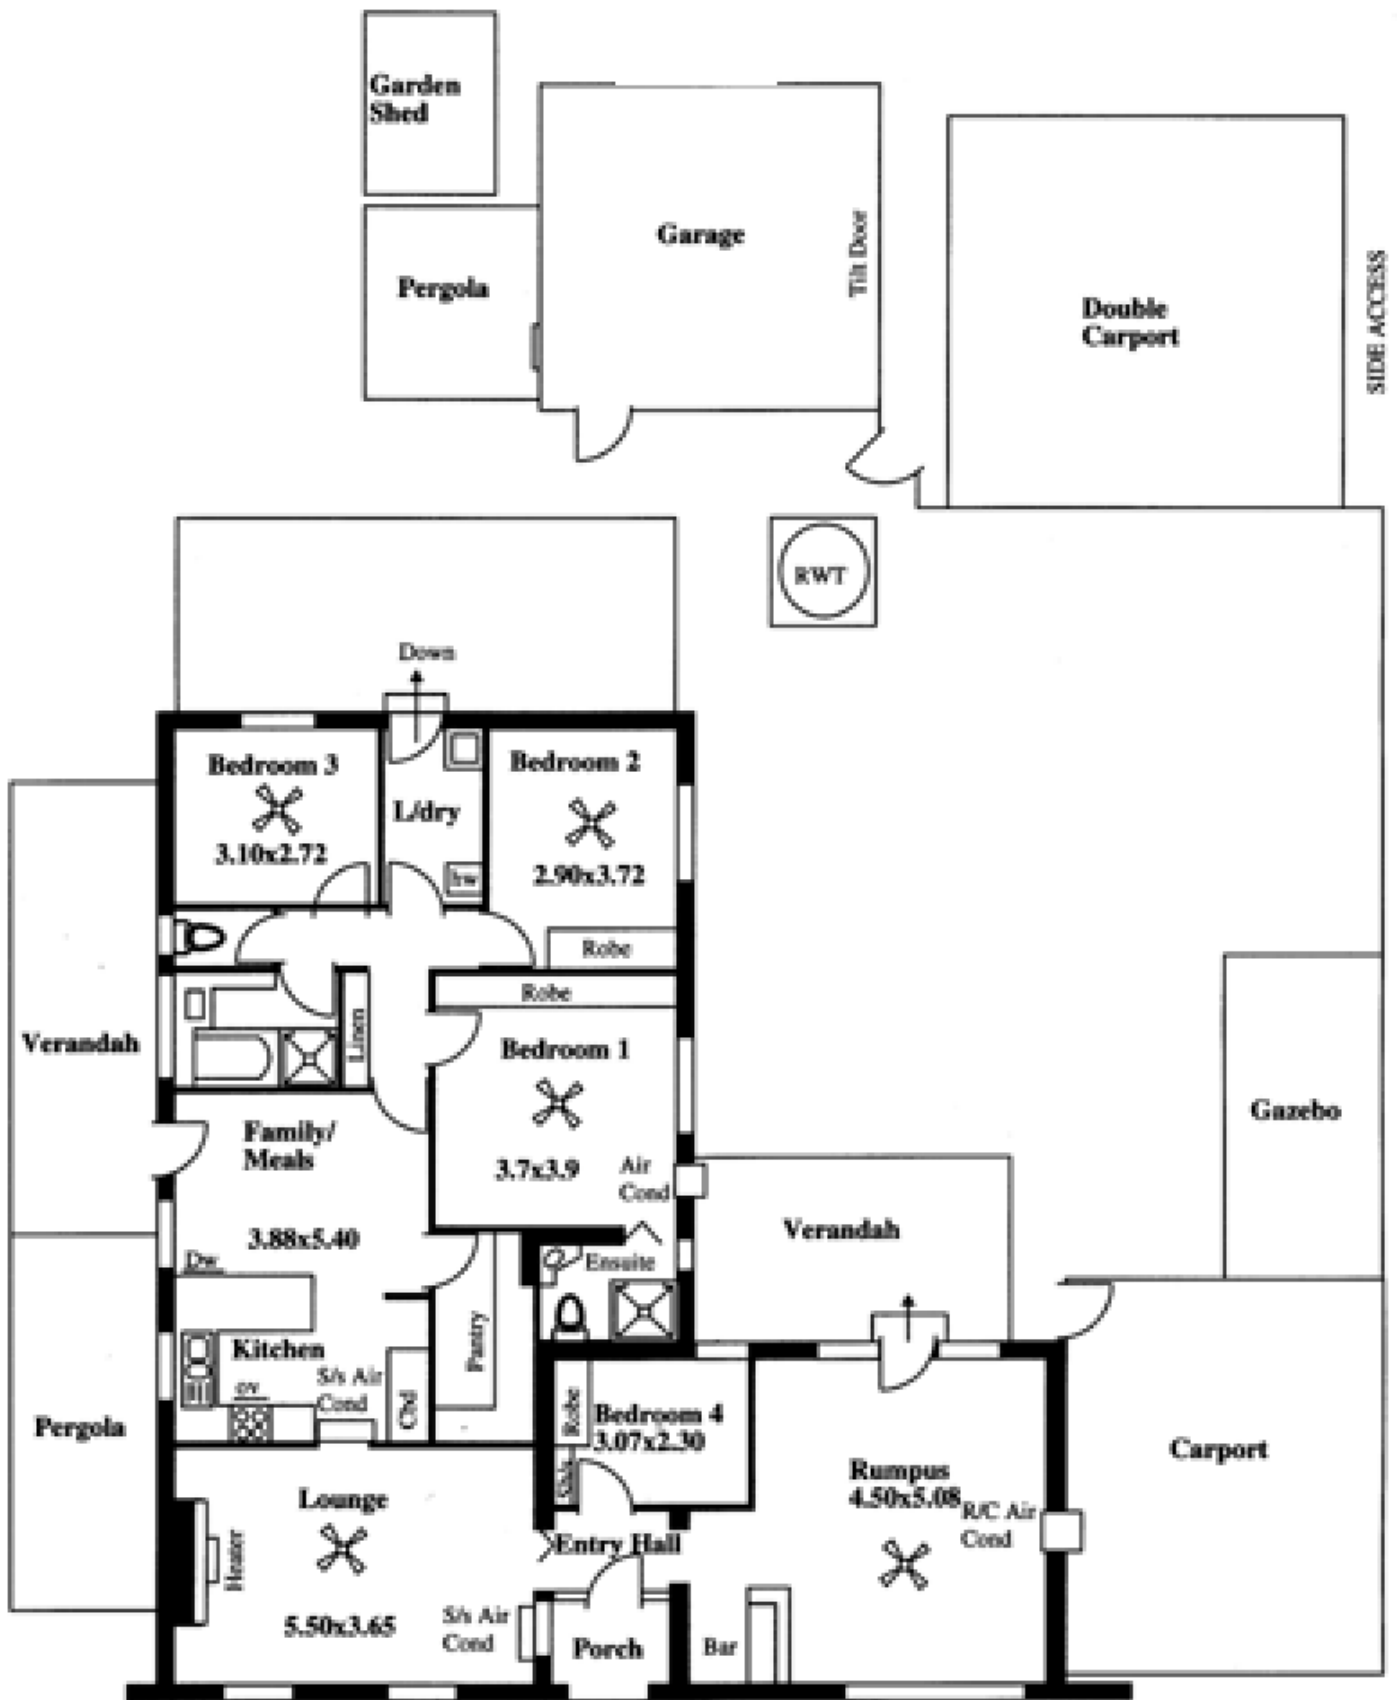 Garden
Shed
Garage
Tilt Door
Pergola
Double
Carport
SIDE ACCESS
RWT
Down
Bedroom 3
3.10x2.72
L/dry
hw
Bedroom 2
2.90x3.72
Robe
Robe
Linen
Verandah
Bedroom 1
3.7x3.9
Air
Cond
Family/
Meals
3.88x5.40
Dw
Gazebo
Verandah
Ensuite
Pantry
Kitchen
S/s Air
Cond
ov
Cbd
Pergola
Robe
Bedroom 4
3.07x2.30
Carport
Rumpus
4.50x5.08
R/C Air
Cond
Lounge
Heater
5.50x3.65
S/s Air
Cond
Entry Hall
Porch
Bar